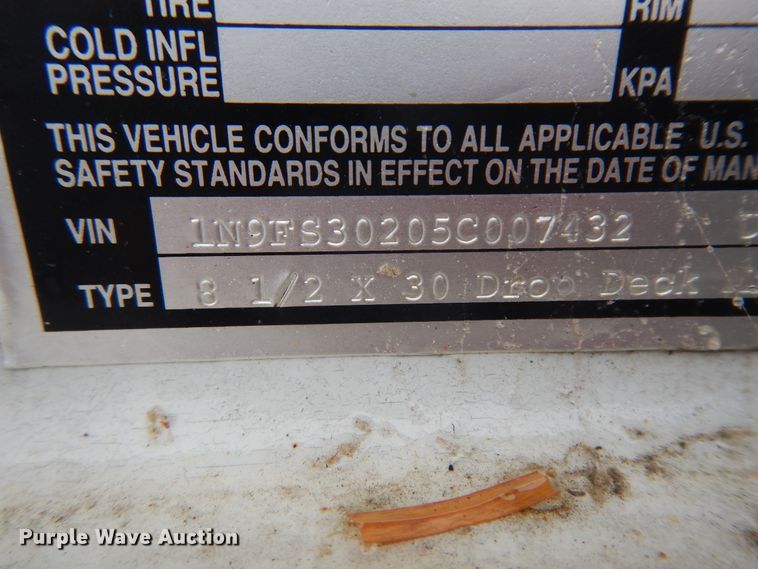 TIRE RIM
COLD INFL
PRESSURE KPA
THIS VEHICLE CONFORMS TO ALL APPLICABLE U.S.
SAFETY STANDARDS IN EFFECT ON THE DATE OF MAN
VIN 1N9FS30205C007432
TYPE 8 1/2 X 30 Drop Deck
Purple Wave Auction